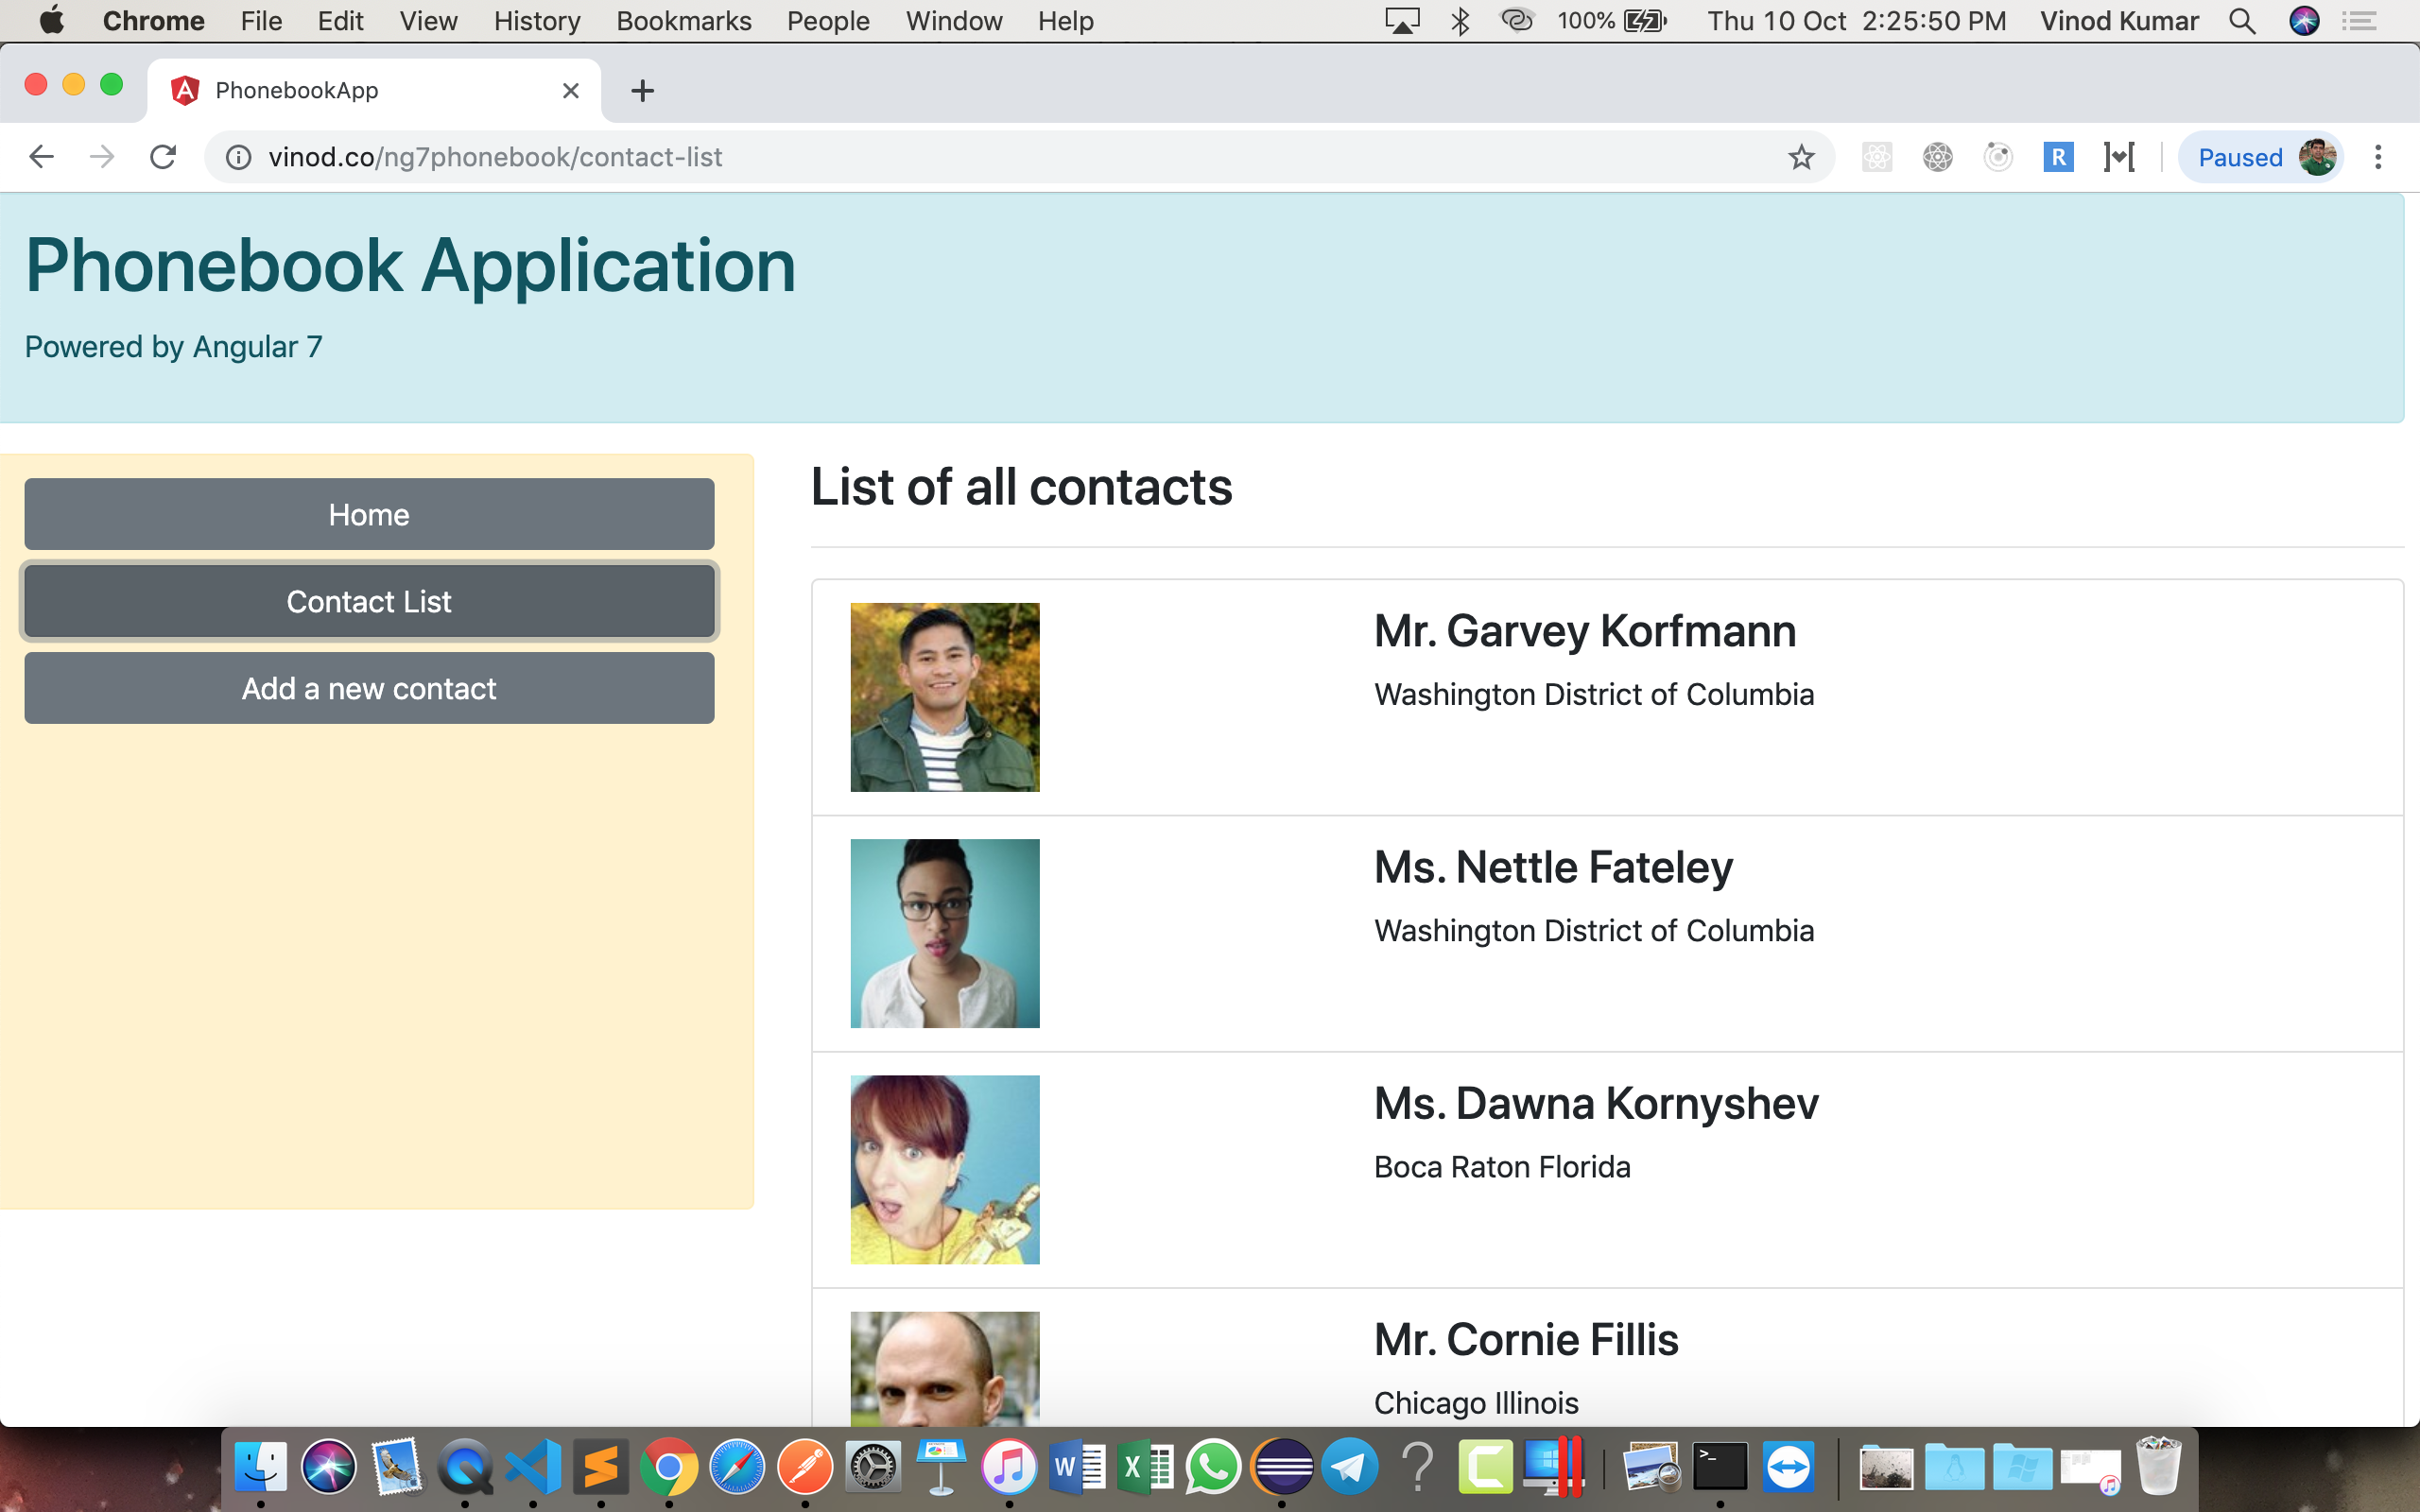 Chrome File Edit View History Bookmarks People Window Help 100% Thu 10 Oct 2:25:50 PM Vinod Kumar
PhonebookApp
vinod.co/ng7phonebook/contact-list R Paused
Phonebook Application
Powered by Angular 7
Home
Contact List
Add a new contact
List of all contacts
Mr. Garvey Korfmann
Washington District of Columbia
Ms. Nettle Fateley
Washington District of Columbia
Ms. Dawna Kornyshev
Boca Raton Florida
Mr. Cornie Fillis
Chicago Illinois